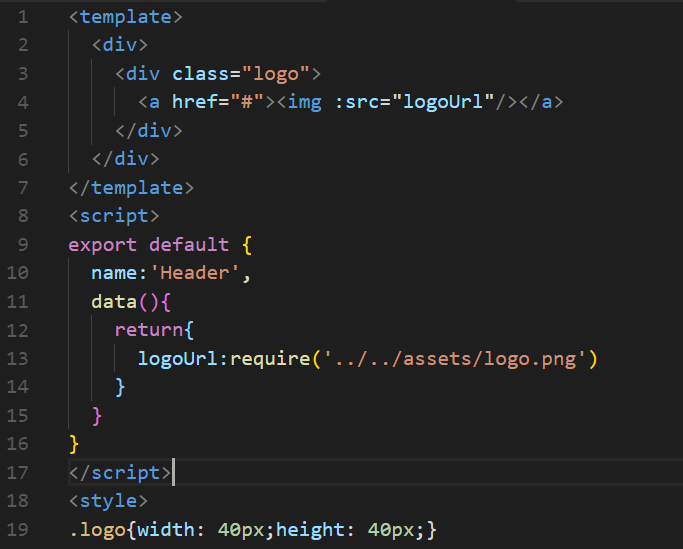 1 <template>
2   <div>
3     <div class="logo">
4       <a href="#"><img :src="logoUrl"/></a>
5     </div>
6   </div>
7 </template>
8 <script>
9 export default {
10   name:'Header',
11   data(){
12     return{
13       logoUrl:require('../../assets/logo.png')
14     }
15   }
16 }
17 </script>
18 <style>
19 .logo{width: 40px;height: 40px;}